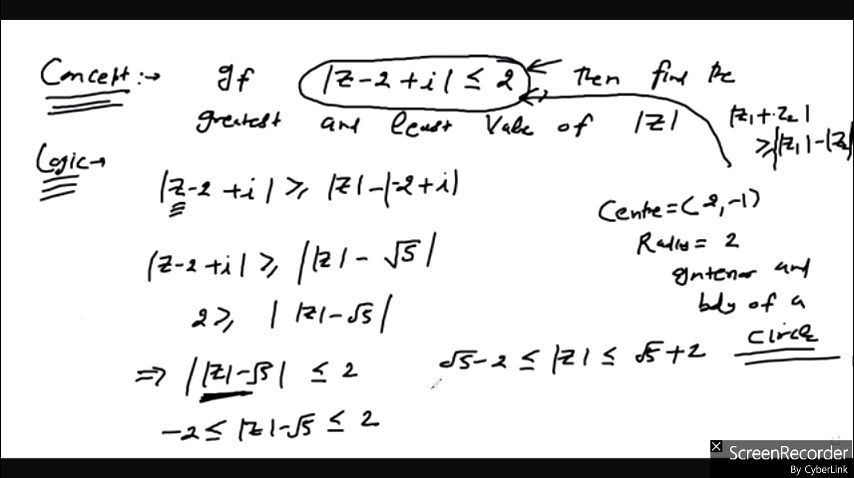 Concept:→ If |Z-2+i| ≤ 2 then find the
greatest and least value of |Z|
|Z₁+Z₂|
≥||Z₁|-|Z₂|
Logic→
|Z-2+i| ≥ |Z|-|-2+i|
|Z-2+i| ≥ ||Z|-√5|
2 ≥ ||Z|-√5|
⇒ ||Z|-√5| ≤ 2
-2 ≤ |Z|-√5 ≤ 2
√5-2 ≤ |Z| ≤ √5+2
Centre=(2,-1)
Radius=2
Interior and
bdy of a
circle
ScreenRecorder
By CyberLink